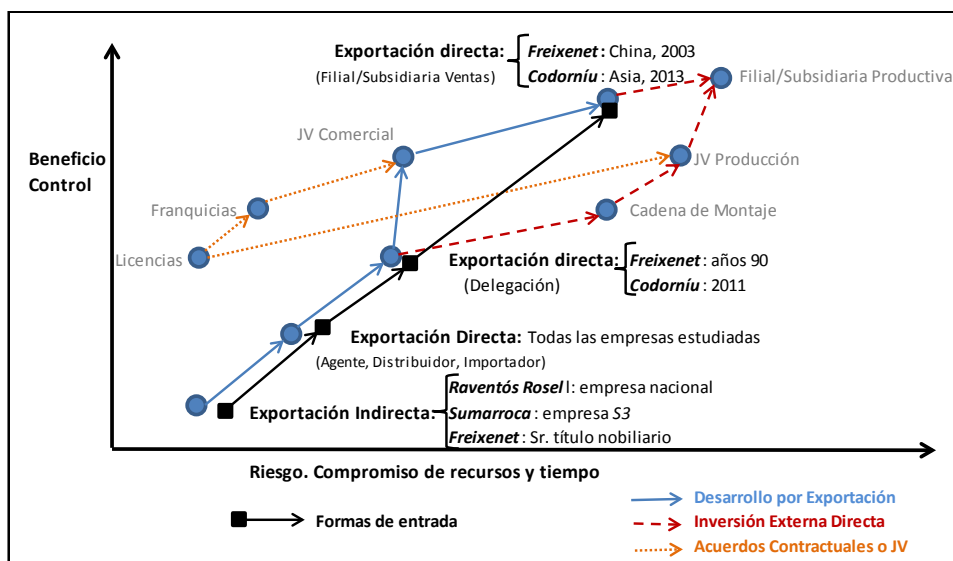 Exportación directa:
(Filial/Subsidiaria Ventas)
Freixenet : China, 2003
Codorníu : Asia, 2013
Filial/Subsidiaria Productiva
JV Comercial
Beneficio
Control
JV Producción
Franquicias
Cadena de Montaje
Licencias
Exportación directa:
(Delegación)
Freixenet : años 90
Codorníu : 2011
Exportación Directa: Todas las empresas estudiadas
(Agente, Distribuidor, Importador)
Exportación Indirecta:
Raventós Rosel l: empresa nacional
Sumarroca : empresa S3
Freixenet : Sr. título nobiliario
Riesgo. Compromiso de recursos y tiempo
Formas de entrada
Desarrollo por Exportación
Inversión Externa Directa
Acuerdos Contractuales o JV